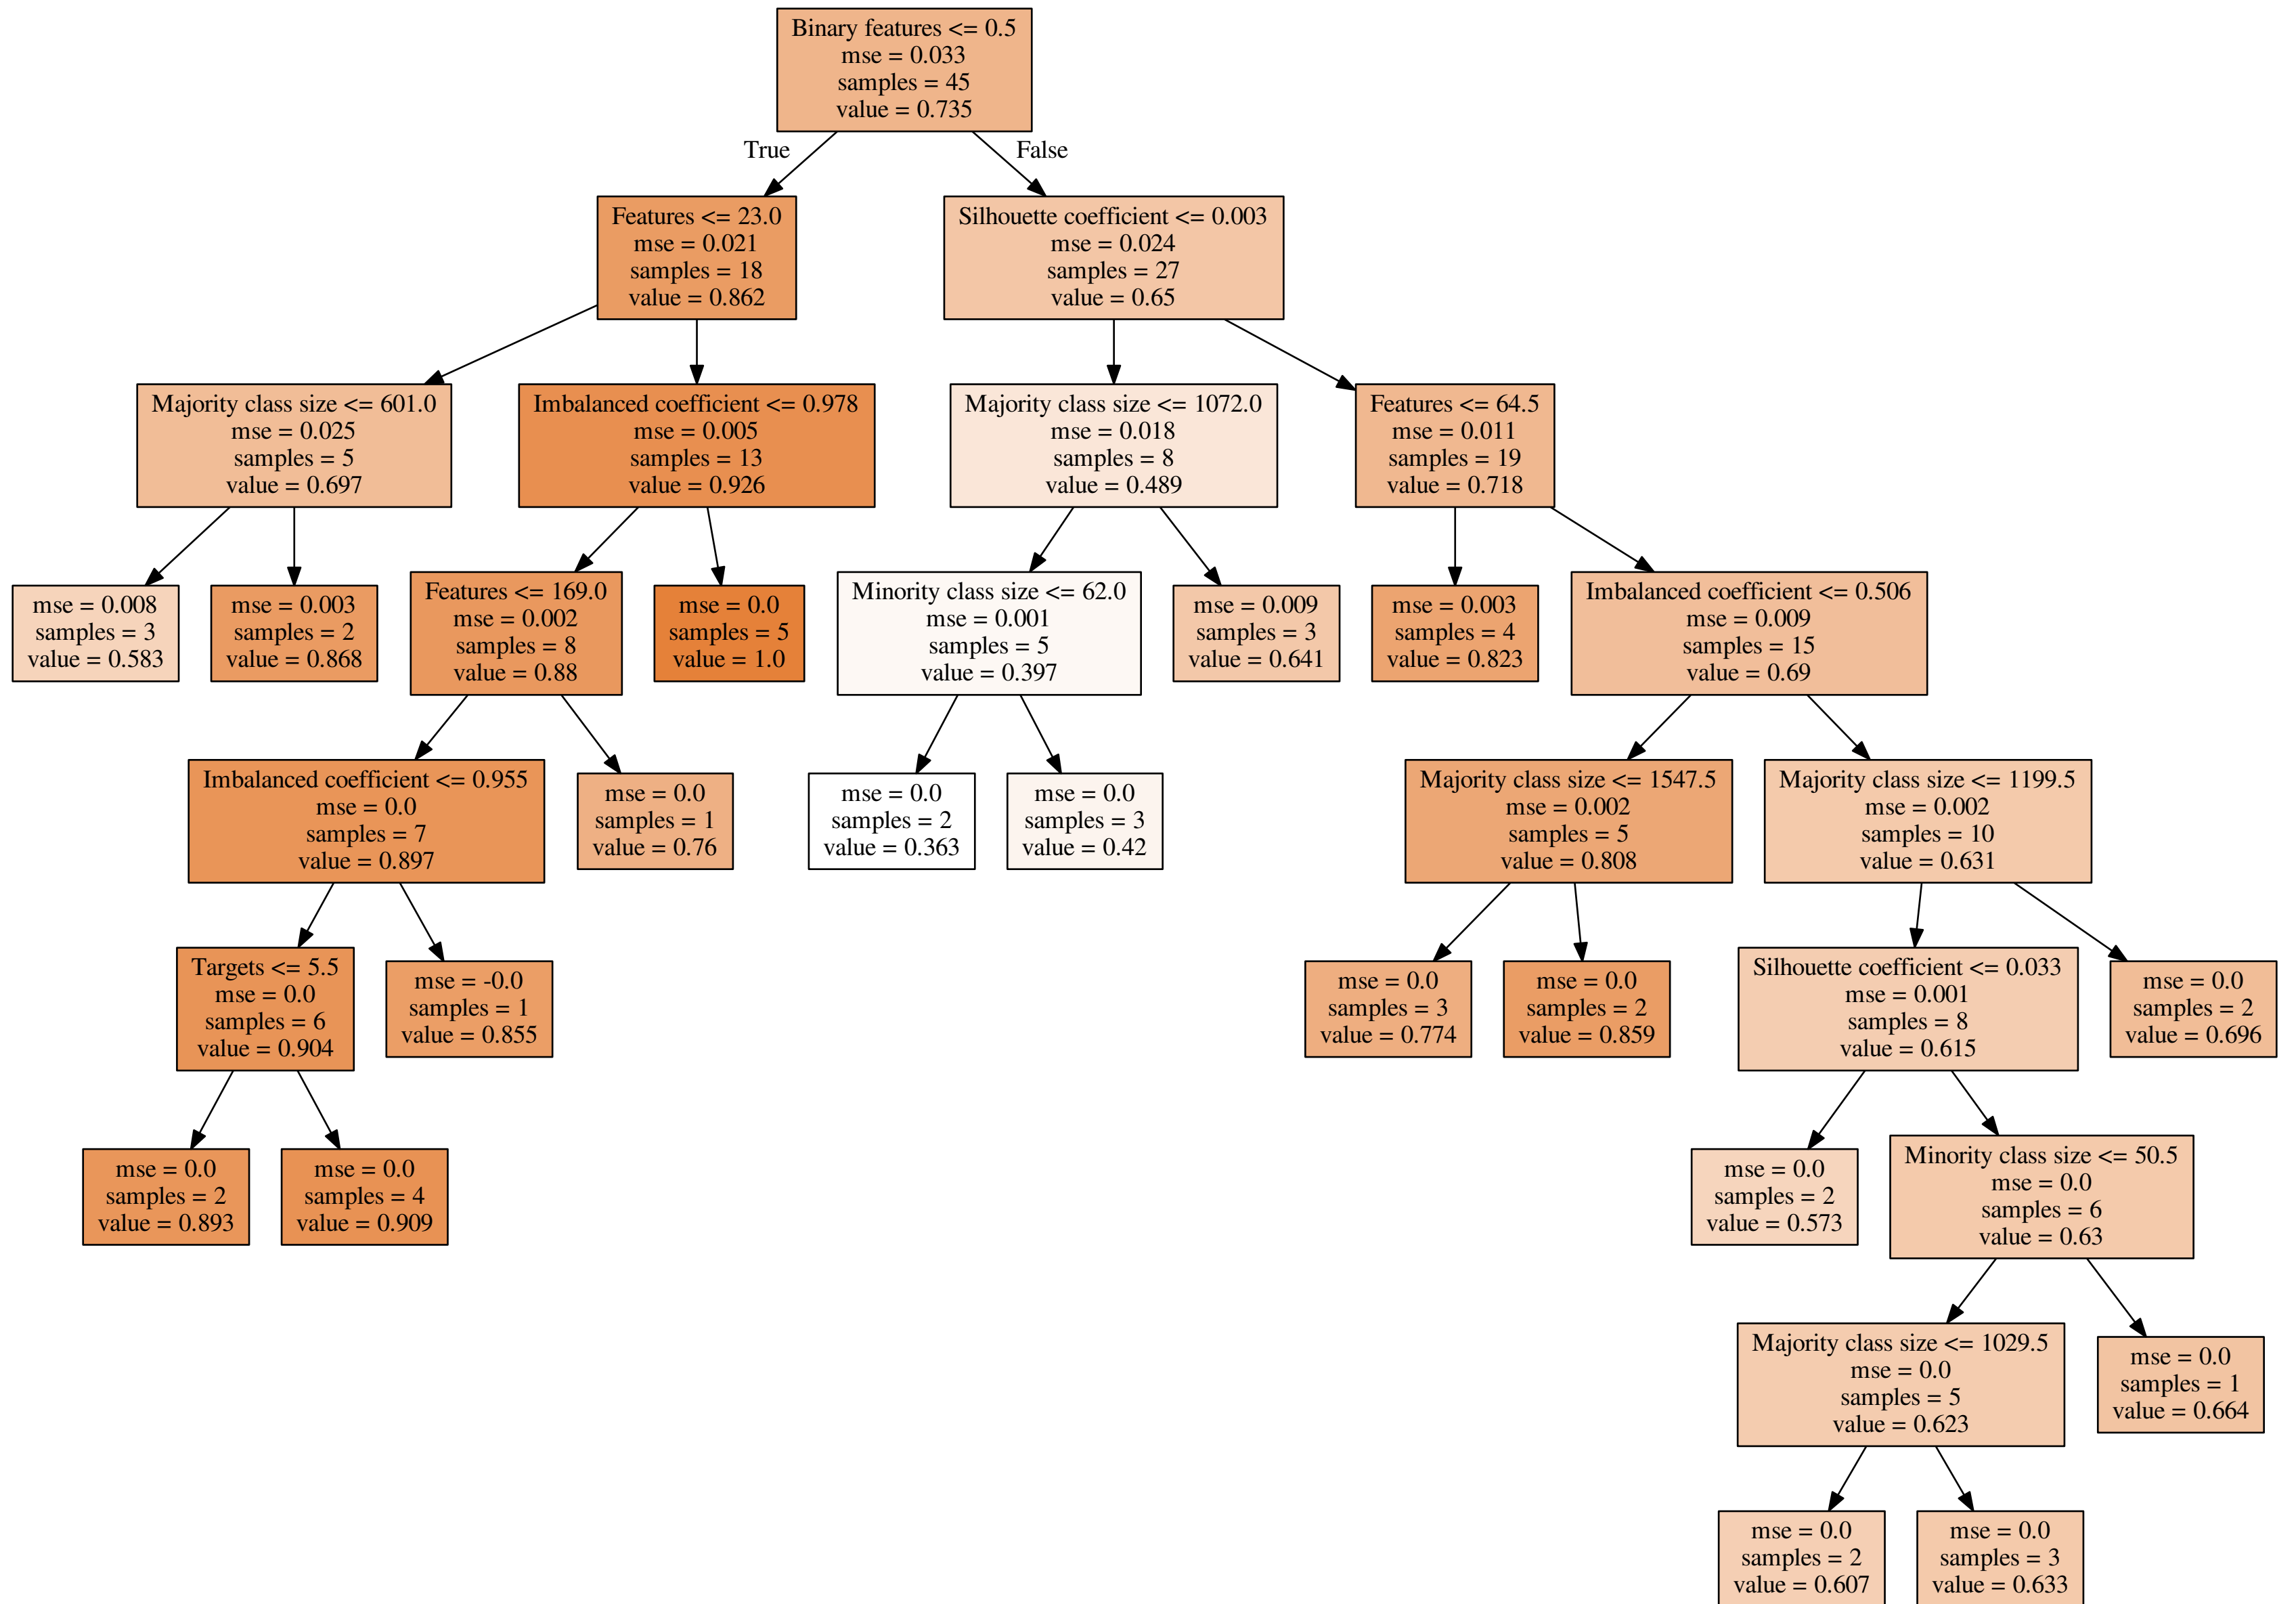 Binary features <= 0.5
mse = 0.033
samples = 45
value = 0.735
True
False
Features <= 23.0
mse = 0.021
samples = 18
value = 0.862
Silhouette coefficient <= 0.003
mse = 0.024
samples = 27
value = 0.65
Majority class size <= 601.0
mse = 0.025
samples = 5
value = 0.697
Imbalanced coefficient <= 0.978
mse = 0.005
samples = 13
value = 0.926
Majority class size <= 1072.0
mse = 0.018
samples = 8
value = 0.489
Features <= 64.5
mse = 0.011
samples = 19
value = 0.718
mse = 0.008
samples = 3
value = 0.583
mse = 0.003
samples = 2
value = 0.868
Features <= 169.0
mse = 0.002
samples = 8
value = 0.88
mse = 0.0
samples = 5
value = 1.0
Minority class size <= 62.0
mse = 0.001
samples = 5
value = 0.397
mse = 0.009
samples = 3
value = 0.641
mse = 0.003
samples = 4
value = 0.823
Imbalanced coefficient <= 0.506
mse = 0.009
samples = 15
value = 0.69
Imbalanced coefficient <= 0.955
mse = 0.0
samples = 7
value = 0.897
mse = 0.0
samples = 1
value = 0.76
mse = 0.0
samples = 2
value = 0.363
mse = 0.0
samples = 3
value = 0.42
Majority class size <= 1547.5
mse = 0.002
samples = 5
value = 0.808
Majority class size <= 1199.5
mse = 0.002
samples = 10
value = 0.631
Targets <= 5.5
mse = 0.0
samples = 6
value = 0.904
mse = -0.0
samples = 1
value = 0.855
mse = 0.0
samples = 3
value = 0.774
mse = 0.0
samples = 2
value = 0.859
Silhouette coefficient <= 0.033
mse = 0.001
samples = 8
value = 0.615
mse = 0.0
samples = 2
value = 0.696
mse = 0.0
samples = 2
value = 0.893
mse = 0.0
samples = 4
value = 0.909
mse = 0.0
samples = 2
value = 0.573
Minority class size <= 50.5
mse = 0.0
samples = 6
value = 0.63
Majority class size <= 1029.5
mse = 0.0
samples = 5
value = 0.623
mse = 0.0
samples = 1
value = 0.664
mse = 0.0
samples = 2
value = 0.607
mse = 0.0
samples = 3
value = 0.633